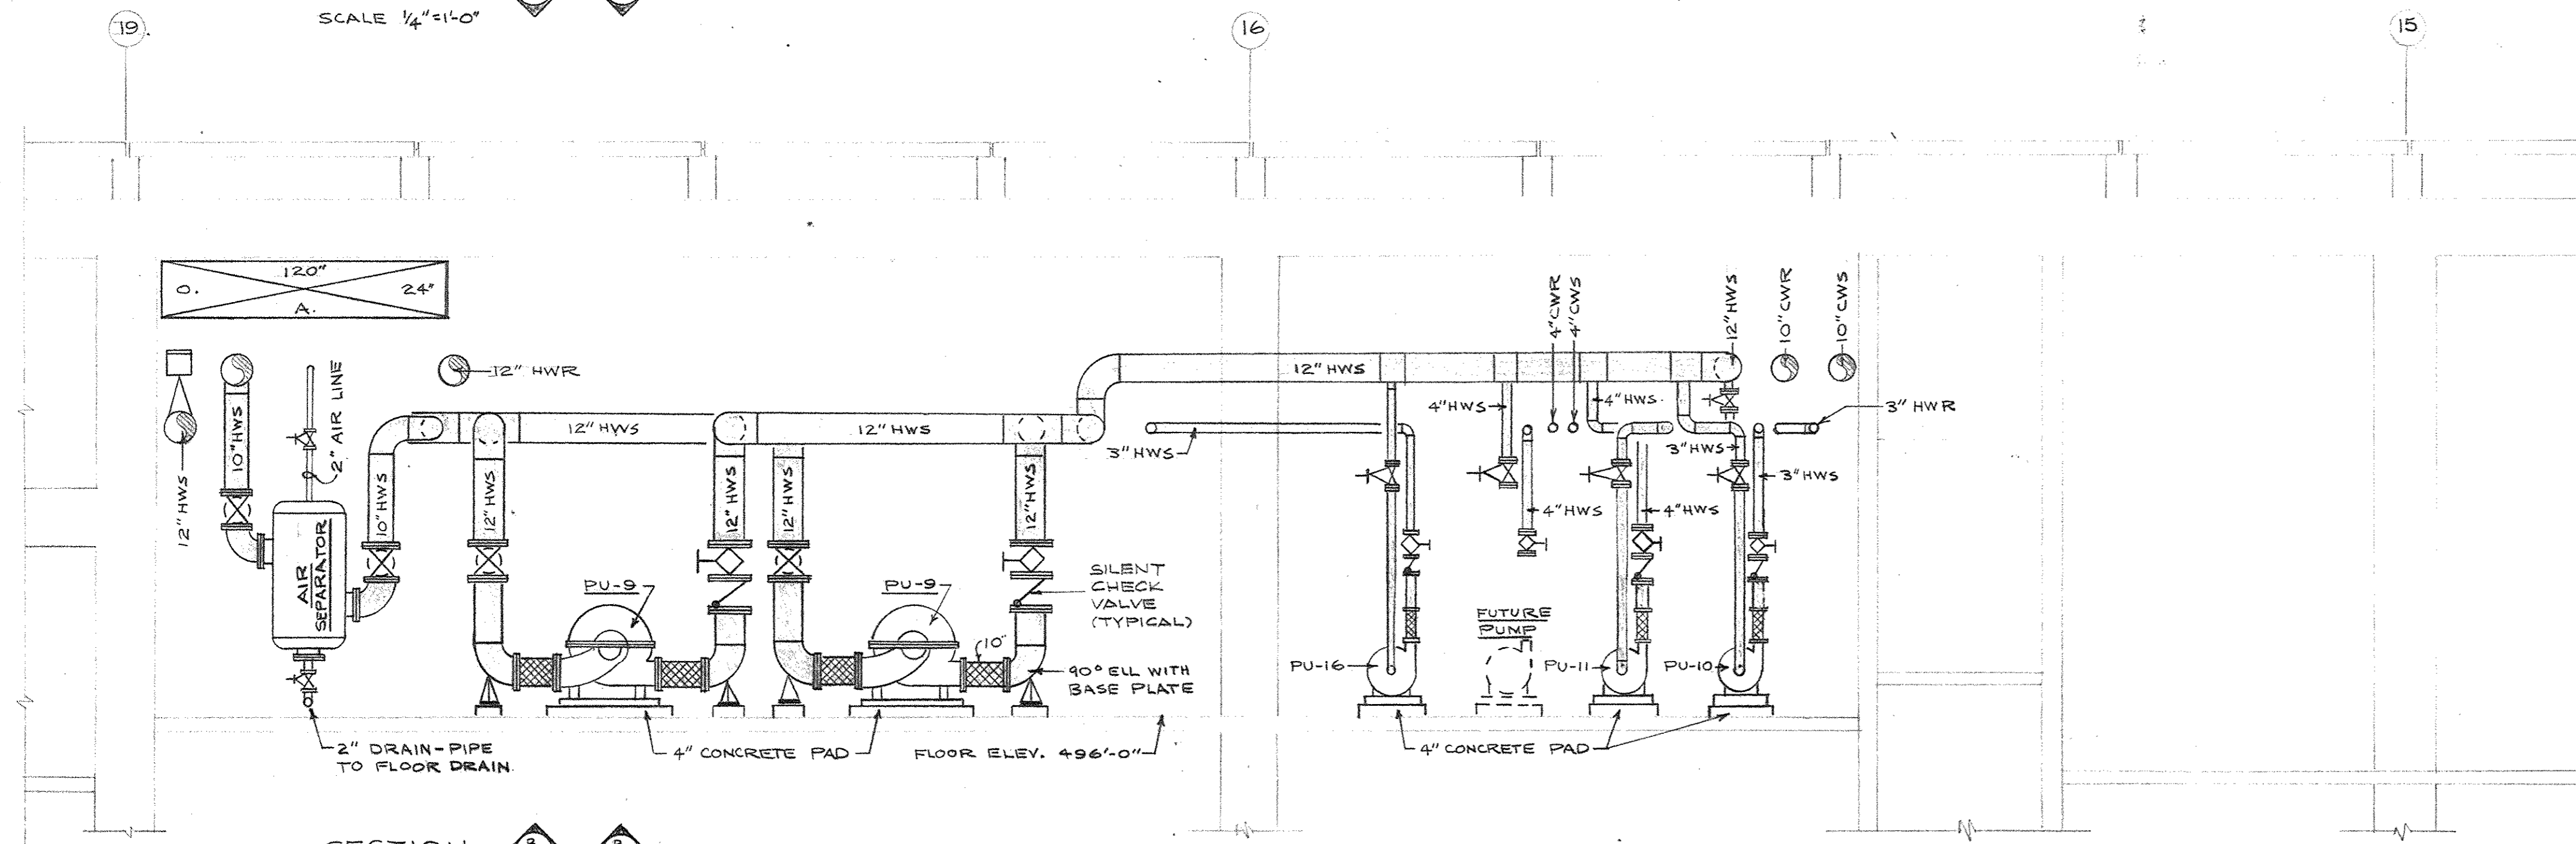 SCALE 1/4"=1'-0"
19
16
15
120"
O.
24"
A.
12" HWS
10" HWS
2" AIR LINE
10" HWS
12" HWR
12" HWS
12" HWS
12" HWS
12" HWS
12" HWS
12" HWS
12" HWS
AIR
SEPARATOR
PU-9
PU-9
SILENT
CHECK
VALVE
(TYPICAL)
10"
90° ELL WITH
BASE PLATE
2" DRAIN-PIPE
TO FLOOR DRAIN.
4" CONCRETE PAD
FLOOR ELEV. 496'-0"
3" HWS
12" HWS
4" HWS
4" CWR
4" CWS
4" HWS
12" HWS
10" CWR
10" CWS
3" HWR
3" HWS
3" HWS
4" HWS
4" HWS
FUTURE
PUMP
PU-16
PU-11
PU-10
4" CONCRETE PAD